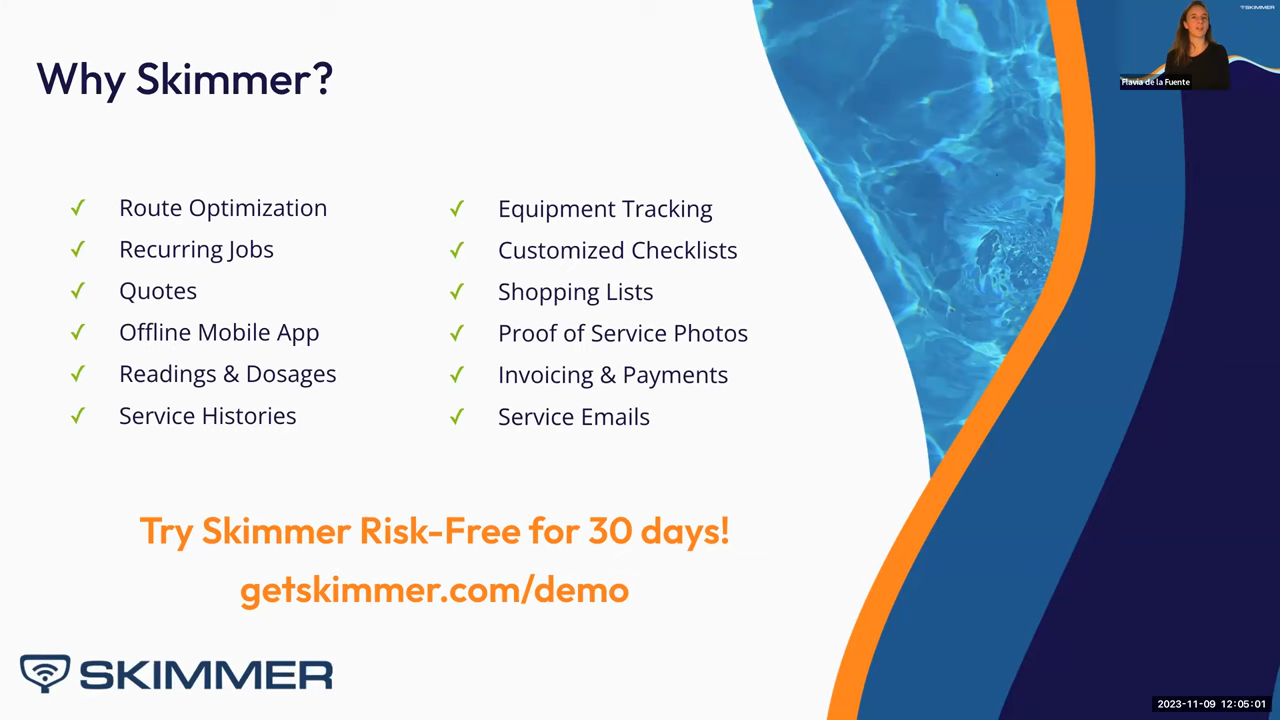 Why Skimmer?
SKIMMER
Flavia de la Fuente
✓ Route Optimization
✓ Recurring Jobs
✓ Quotes
✓ Offline Mobile App
✓ Readings & Dosages
✓ Service Histories
✓ Equipment Tracking
✓ Customized Checklists
✓ Shopping Lists
✓ Proof of Service Photos
✓ Invoicing & Payments
✓ Service Emails
Try Skimmer Risk-Free for 30 days!
getskimmer.com/demo
SKIMMER
2023-11-09 12:05:01